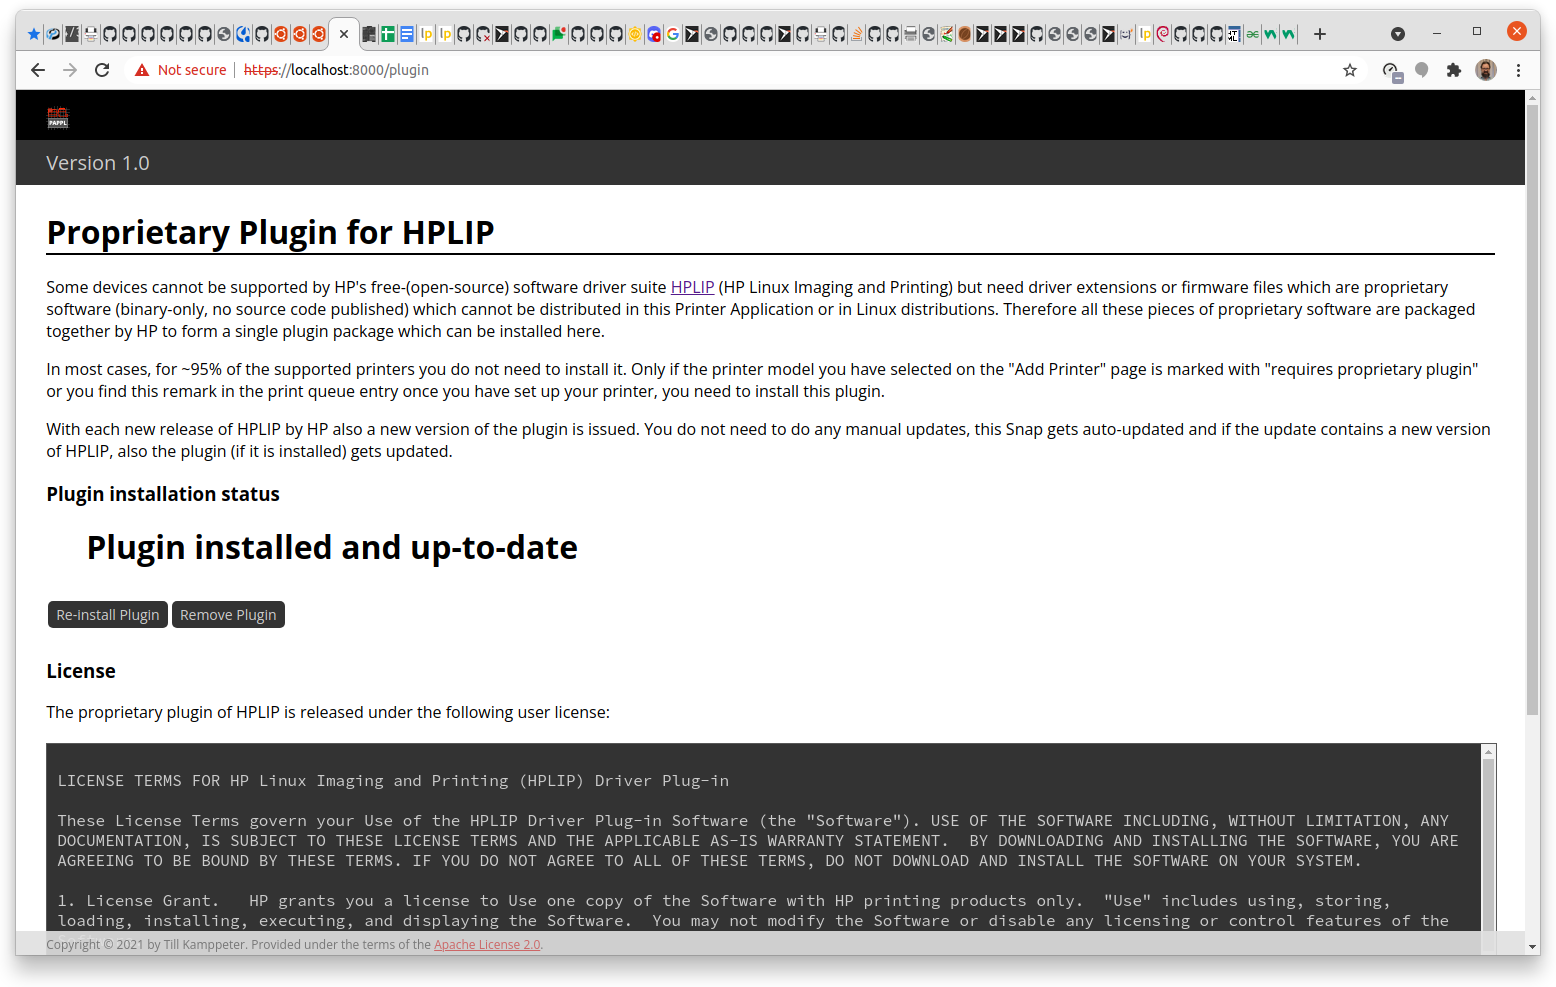 Not secure
https://localhost:8000/plugin
PAPPL
Version 1.0
Proprietary Plugin for HPLIP
Some devices cannot be supported by HP's free-(open-source) software driver suite HPLIP (HP Linux Imaging and Printing) but need driver extensions or firmware files which are proprietary
software (binary-only, no source code published) which cannot be distributed in this Printer Application or in Linux distributions. Therefore all these pieces of proprietary software are packaged
together by HP to form a single plugin package which can be installed here.
In most cases, for ~95% of the supported printers you do not need to install it. Only if the printer model you have selected on the "Add Printer" page is marked with "requires proprietary plugin"
or you find this remark in the print queue entry once you have set up your printer, you need to install this plugin.
With each new release of HPLIP by HP also a new version of the plugin is issued. You do not need to do any manual updates, this Snap gets auto-updated and if the update contains a new version
of HPLIP, also the plugin (if it is installed) gets updated.
Plugin installation status
Plugin installed and up-to-date
Re-install Plugin Remove Plugin
License
The proprietary plugin of HPLIP is released under the following user license:
LICENSE TERMS FOR HP Linux Imaging and Printing (HPLIP) Driver Plug-in
These License Terms govern your Use of the HPLIP Driver Plug-in Software (the "Software"). USE OF THE SOFTWARE INCLUDING, WITHOUT LIMITATION, ANY
DOCUMENTATION, IS SUBJECT TO THESE LICENSE TERMS AND THE APPLICABLE AS-IS WARRANTY STATEMENT.  BY DOWNLOADING AND INSTALLING THE SOFTWARE, YOU ARE
AGREEING TO BE BOUND BY THESE TERMS. IF YOU DO NOT AGREE TO ALL OF THESE TERMS, DO NOT DOWNLOAD AND INSTALL THE SOFTWARE ON YOUR SYSTEM.
1. License Grant.   HP grants you a license to Use one copy of the Software with HP printing products only.  "Use" includes using, storing,
loading, installing, executing, and displaying the Software.  You may not modify the Software or disable any licensing or control features of the
Copyright © 2021 by Till Kamppeter. Provided under the terms of the Apache License 2.0.